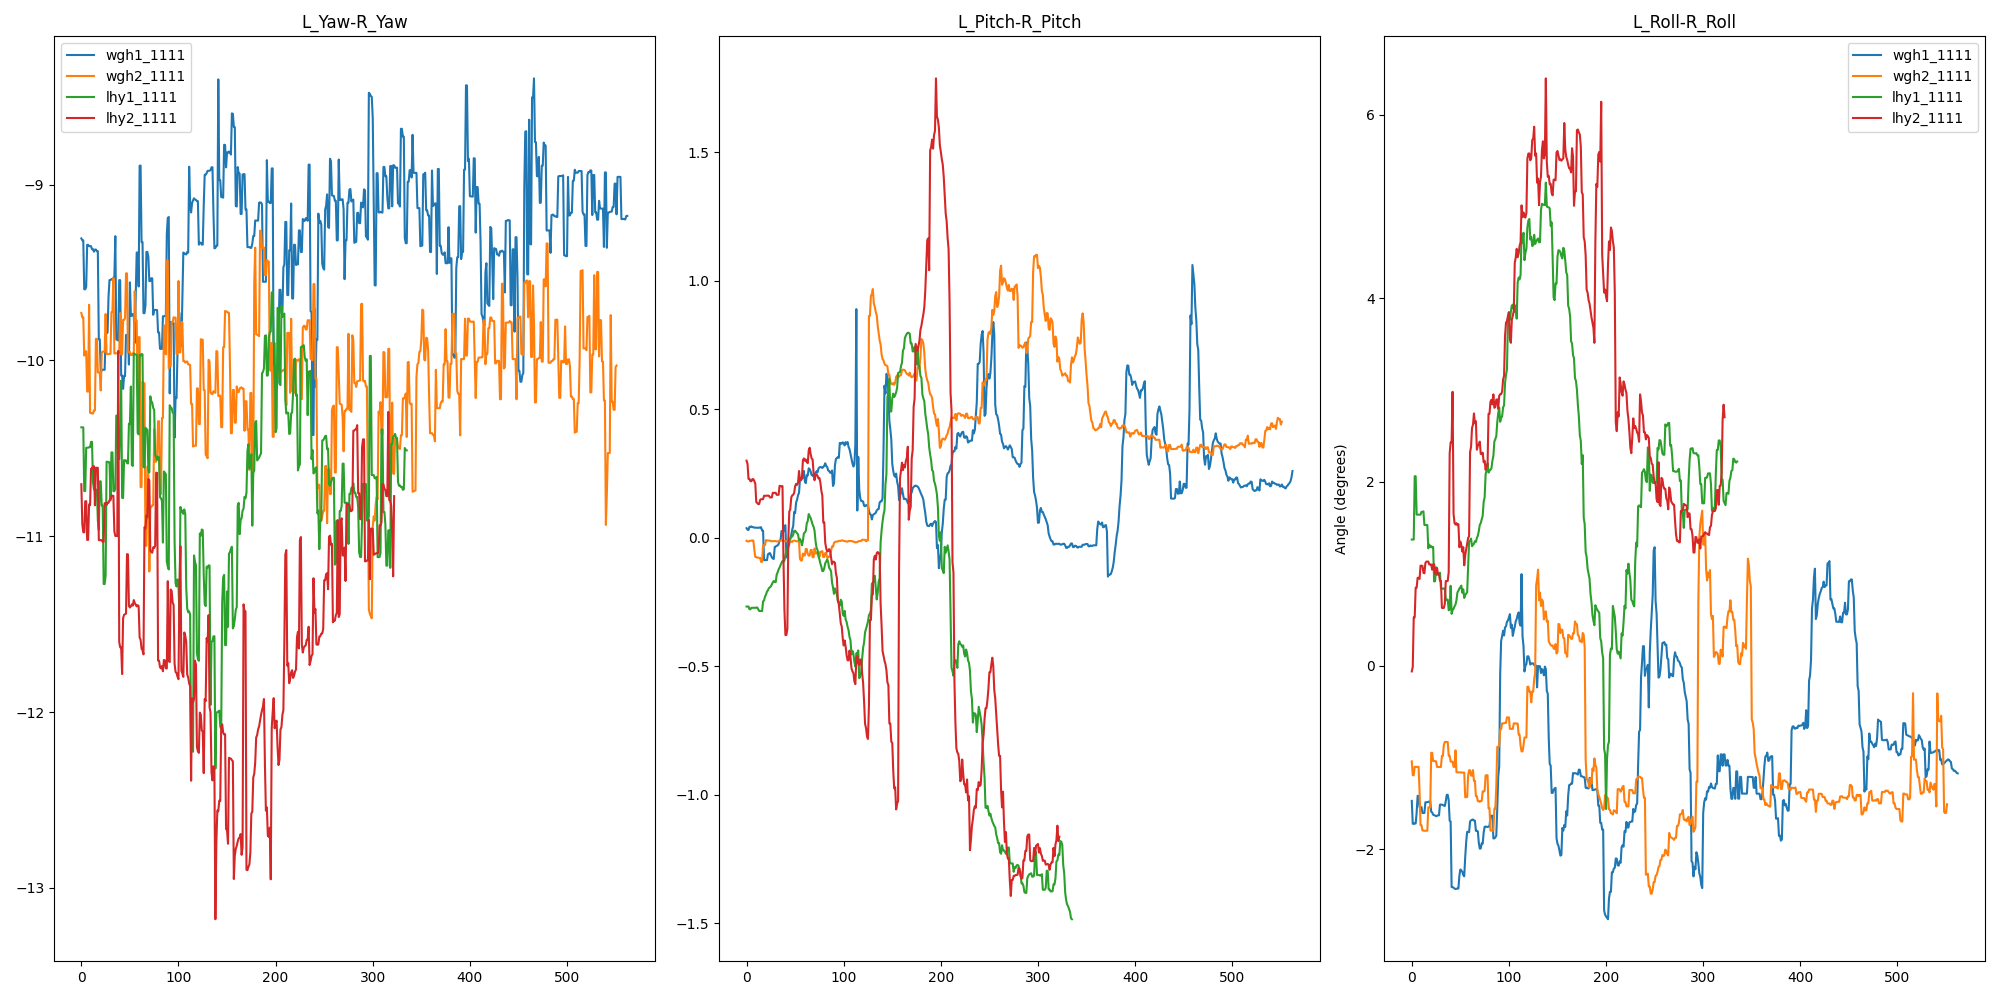 L_Yaw-R_Yaw
wgh1_1111
wgh2_1111
lhy1_1111
lhy2_1111
−9
−10
−11
−12
−13
0 100 200 300 400 500
L_Pitch-R_Pitch
1.5
1.0
0.5
0.0
−0.5
−1.0
−1.5
0 100 200 300 400 500
L_Roll-R_Roll
wgh1_1111
wgh2_1111
lhy1_1111
lhy2_1111
Angle (degrees)
6
4
2
0
−2
0 100 200 300 400 500